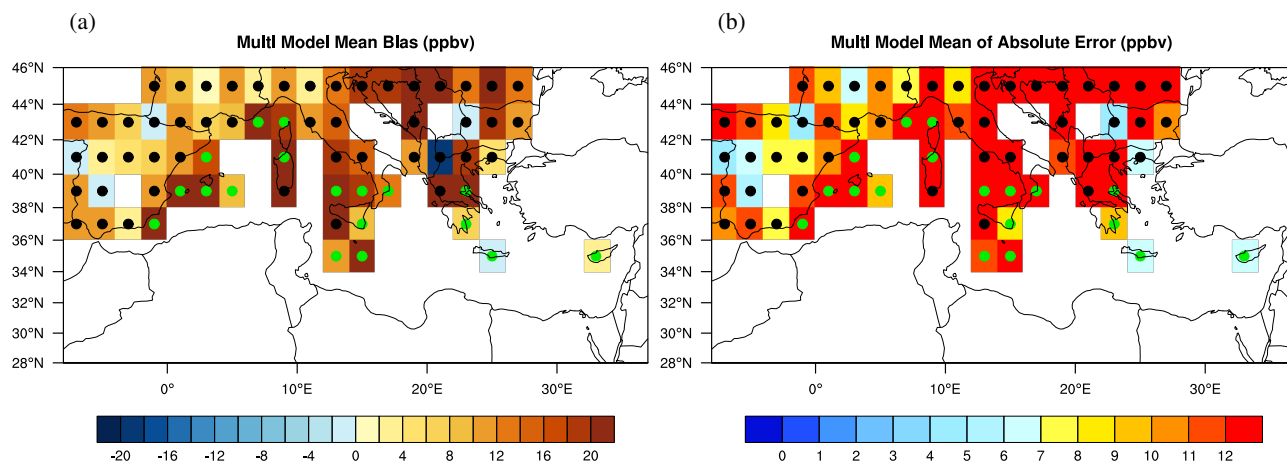 (a)
Multi Model Mean Bias (ppbv)
46°N
44°N
42°N
40°N
38°N
36°N
34°N
32°N
30°N
28°N
0° 10°E 20°E 30°E
-20 -16 -12 -8 -4 0 4 8 12 16 20
(b)
Multi Model Mean of Absolute Error (ppbv)
46°N
44°N
42°N
40°N
38°N
36°N
34°N
32°N
30°N
28°N
0° 10°E 20°E 30°E
0 1 2 3 4 5 6 7 8 9 10 11 12